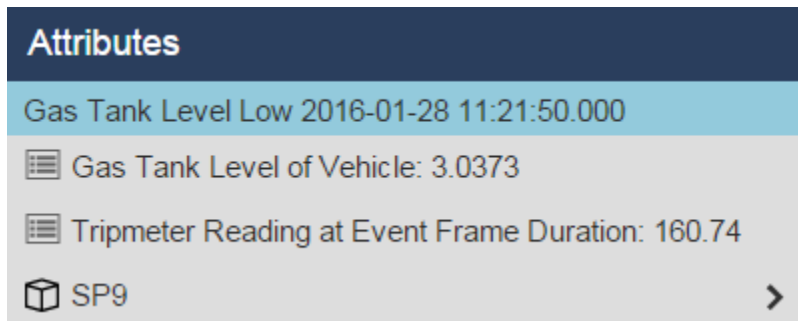 Attributes
Gas Tank Level Low 2016-01-28 11:21:50.000
Gas Tank Level of Vehicle: 3.0373
Tripmeter Reading at Event Frame Duration: 160.74
SP9